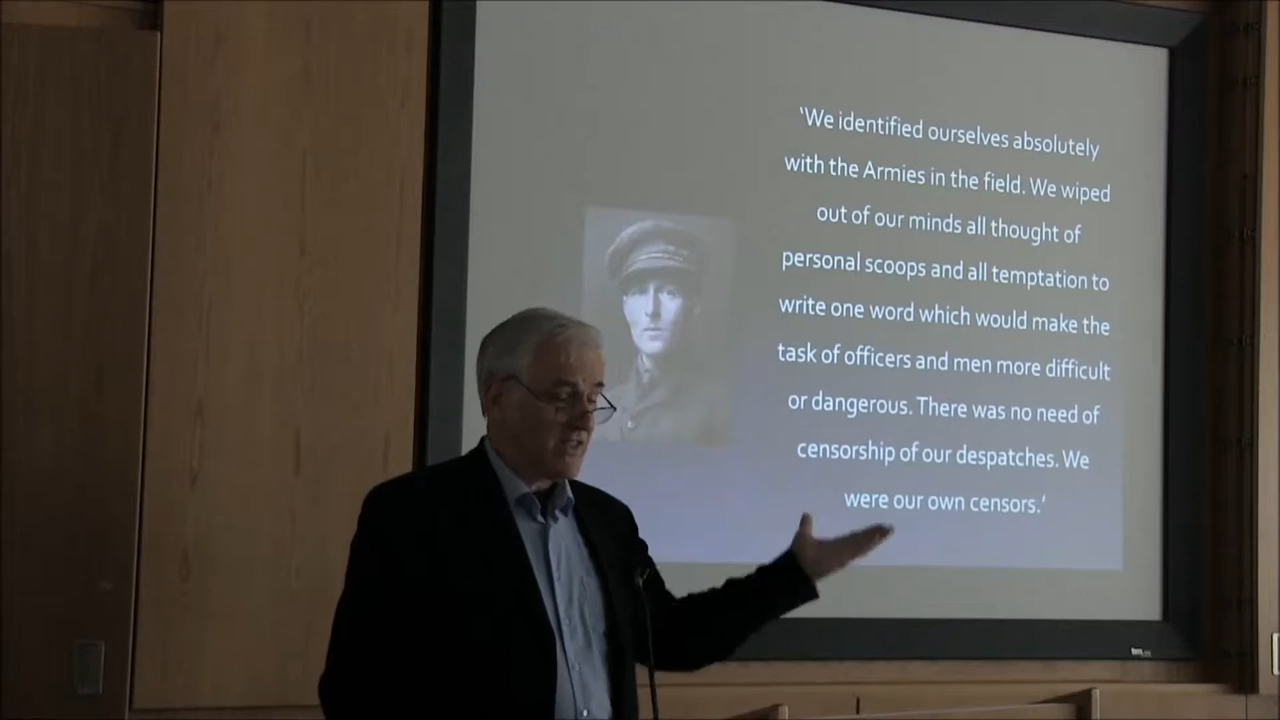 ‘We identified ourselves absolutely
with the Armies in the field. We wiped
out of our minds all thought of
personal scoops and all temptation to
write one word which would make the
task of officers and men more difficult
or dangerous. There was no need of
censorship of our despatches. We
were our own censors.’